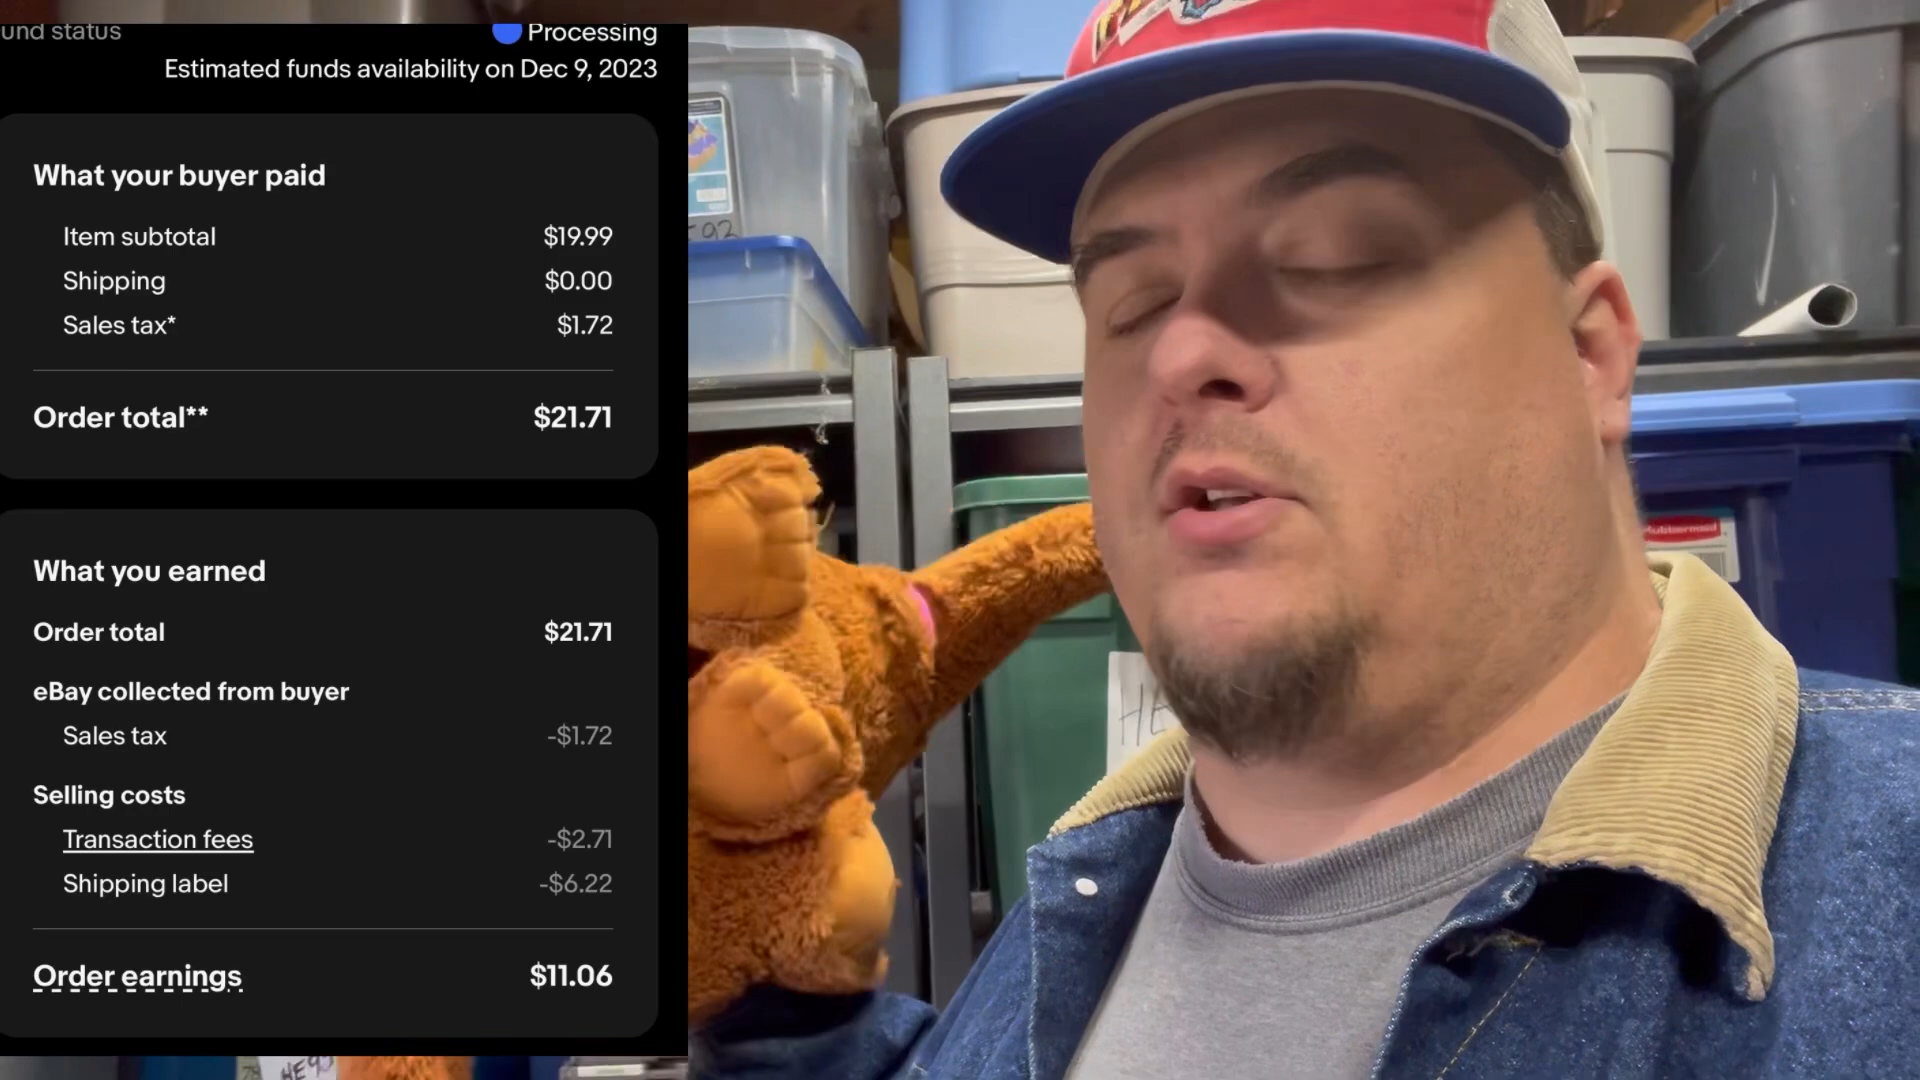 und status
Processing
Estimated funds availability on Dec 9, 2023
What your buyer paid
Item subtotal $19.99
Shipping $0.00
Sales tax* $1.72
Order total** $21.71
What you earned
Order total $21.71
eBay collected from buyer
Sales tax -$1.72
Selling costs
Transaction fees -$2.71
Shipping label -$6.22
Order earnings $11.06
Rubbermaid
HE
HE93